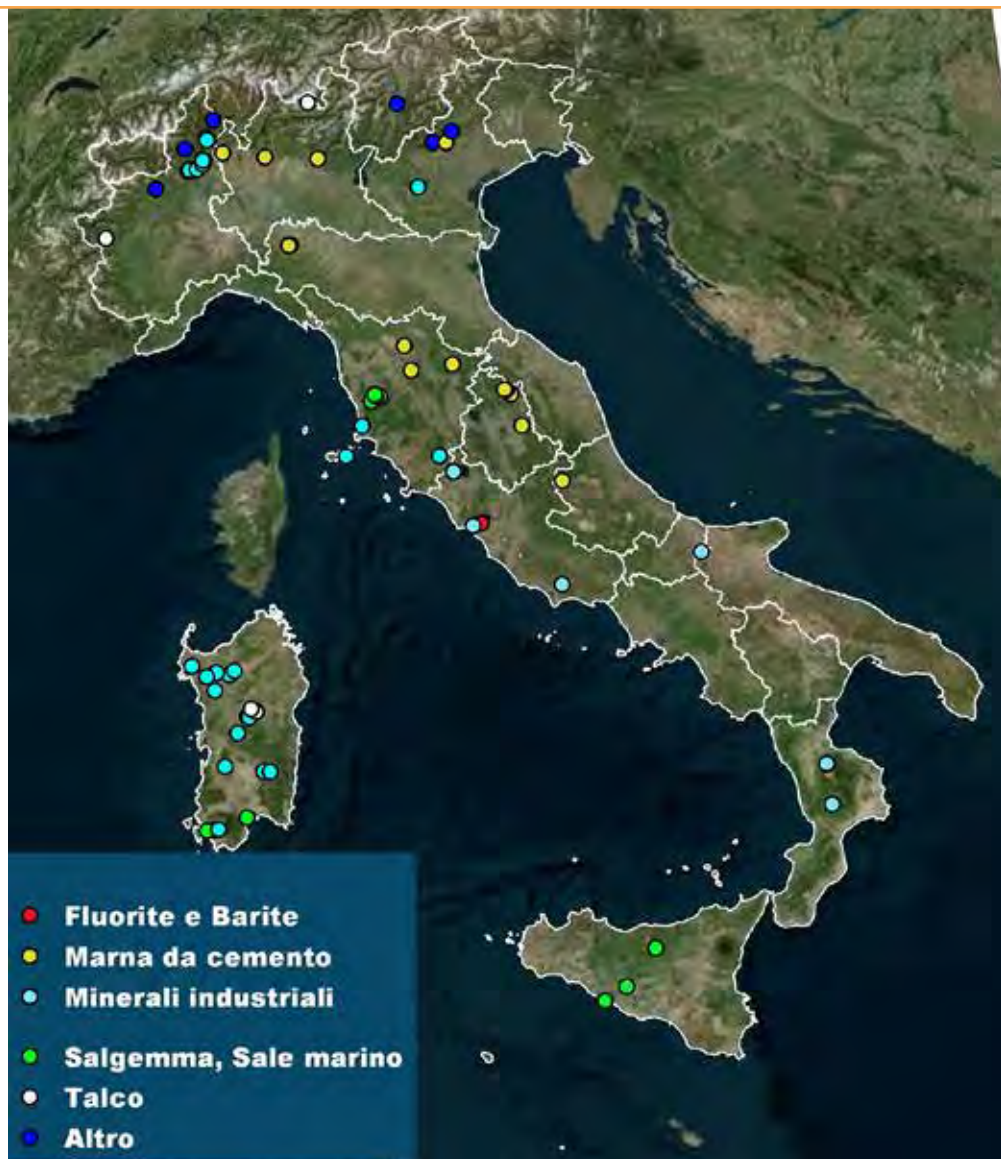 Fluorite e Barite
Marna da cemento
Minerali industriali
Salgemma, Sale marino
Talco
Altro